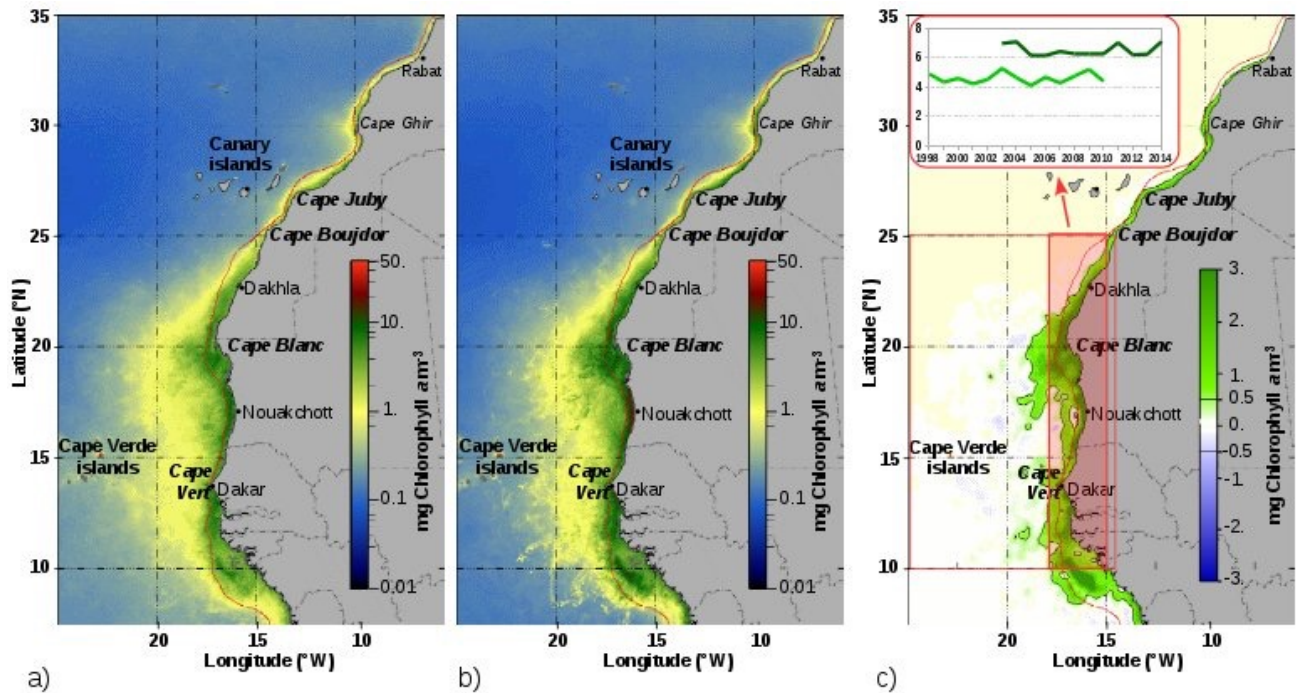 35
30
25
20
15
10
Latitude (°N)
20
15
10
Longitude (°W)
a)
Rabat
Cape Ghir
Canary
islands
Cape Juby
Cape Boujdor
Dakhla
Cape Blanc
Nouakchott
Cape Verde
islands
Cape
Vert
Dakar
50.
10.
1.
0.1
0.01
mg Chlorophyll a m-3
20
15
10
Longitude (°W)
b)
Rabat
Cape Ghir
Canary
islands
Cape Juby
Cape Boujdor
Dakhla
Cape Blanc
Nouakchott
Cape Verde
islands
Cape
Vert
Dakar
50.
10.
1.
0.1
0.01
mg Chlorophyll a m-3
35
30
25
20
15
10
Latitude (°N)
20
15
10
Longitude (°W)
c)
8
6
4
2
0
1998 2000 2002 2004 2006 2008 2010 2012 2014
Rabat
Cape Ghir
Canary
islands
Cape Juby
Cape Boujdor
Dakhla
Cape Blanc
Nouakchott
Cape Verde
islands
Cape
Vert
Dakar
3.
2.
1.
0.5
0.
-0.5
-1.
-2.
-3.
mg Chlorophyll a m-3